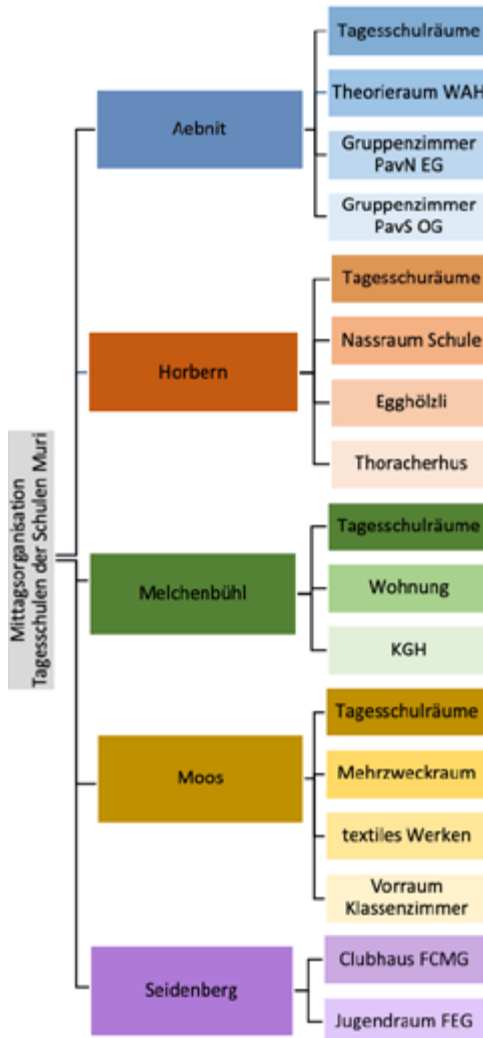 Mittagsorganisation
Tagesschulen der Schulen Muri
Aebnit
Tagesschulräume
Theorieraum WAH
Gruppenzimmer
PavN EG
Gruppenzimmer
PavS OG
Horbern
Tagesschuräume
Nassraum Schule
Egghölzli
Thoracherhus
Melchenbühl
Tagesschulräume
Wohnung
KGH
Moos
Tagesschulräume
Mehrzweckraum
textiles Werken
Vorraum
Klassenzimmer
Seidenberg
Clubhaus FCMG
Jugendraum FEG